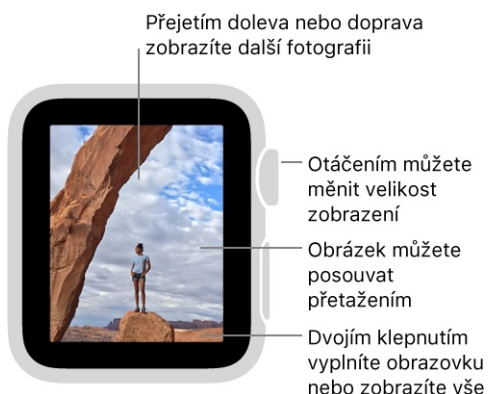 Přejetím doleva nebo doprava
zobrazíte další fotografii
Otáčením můžete
měnit velikost
zobrazení
Obrázek můžete
posouvat
přetažením
Dvojím klepnutím
vyplníte obrazovku
nebo zobrazíte vše